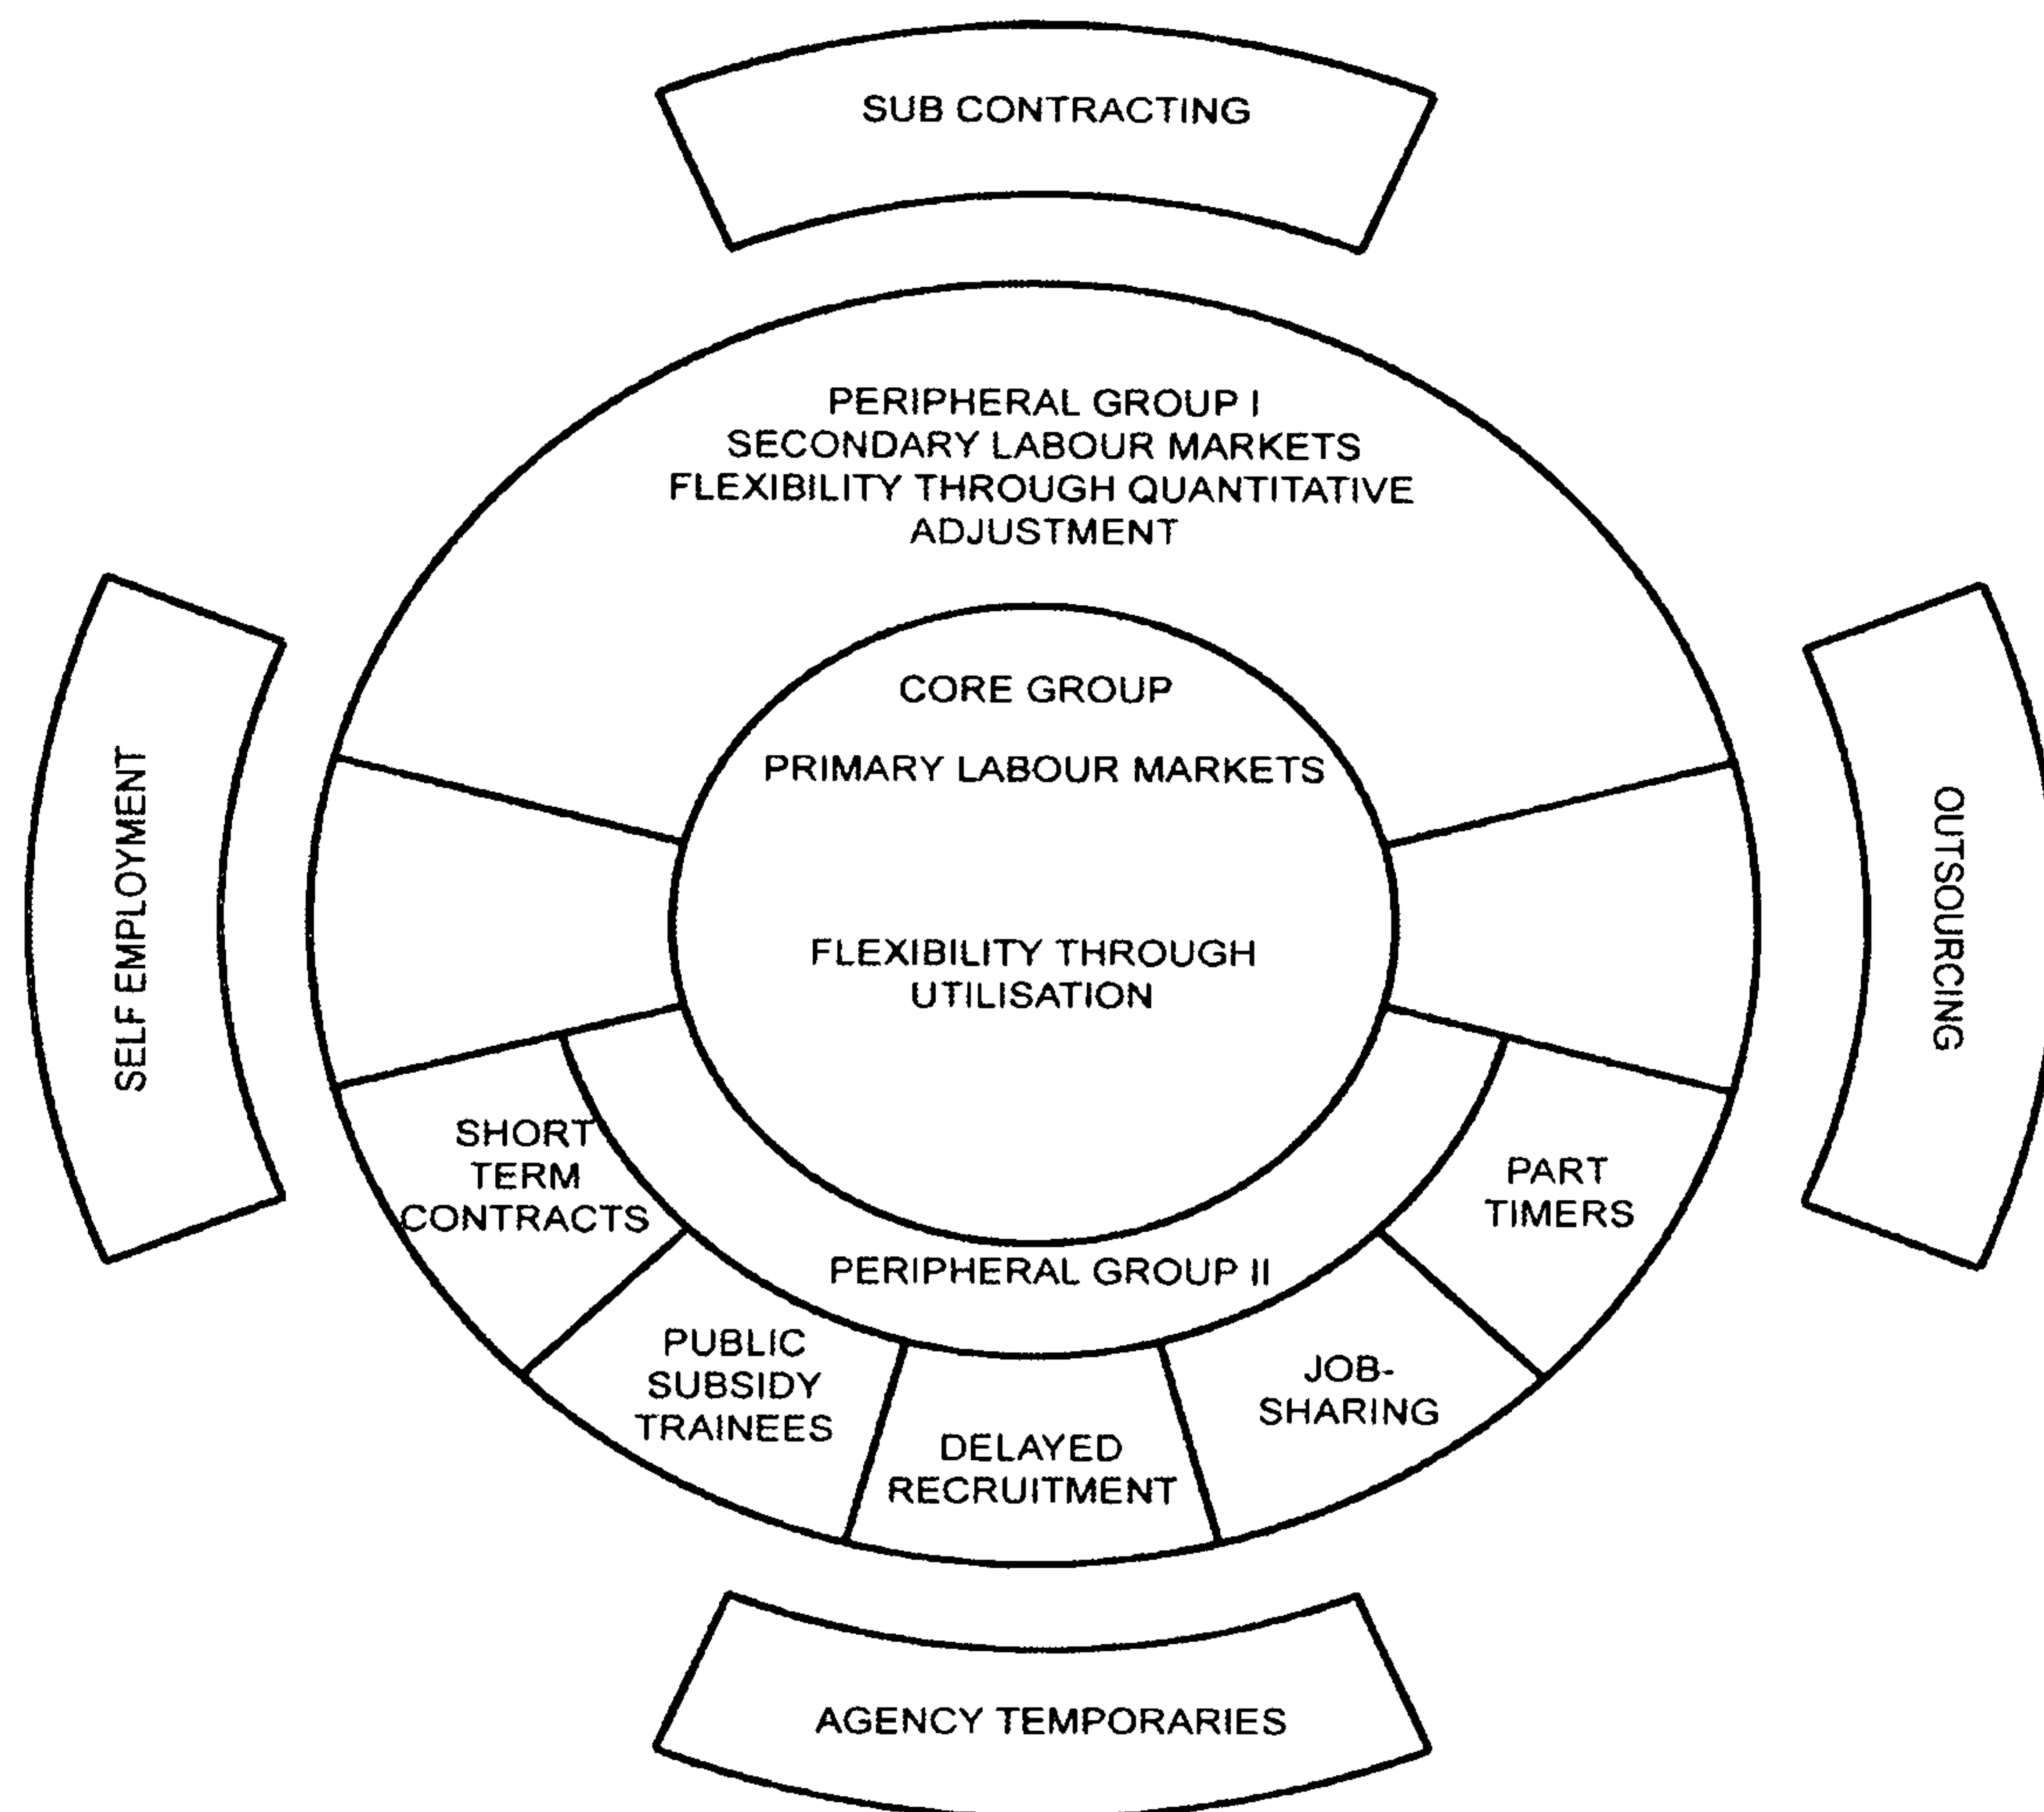 SUB CONTRACTING
PERIPHERAL GROUP I
SECONDARY LABOUR MARKETS
FLEXIBILITY THROUGH QUANTITATIVE
ADJUSTMENT
CORE GROUP
PRIMARY LABOUR MARKETS
FLEXIBILITY THROUGH
UTILISATION
SELF EMPLOYMENT
OUTSOURCING
SHORT
TERM
CONTRACTS
PART
TIMERS
PERIPHERAL GROUP II
PUBLIC
SUBSIDY
TRAINEES
JOB-
SHARING
DELAYED
RECRUITMENT
AGENCY TEMPORARIES